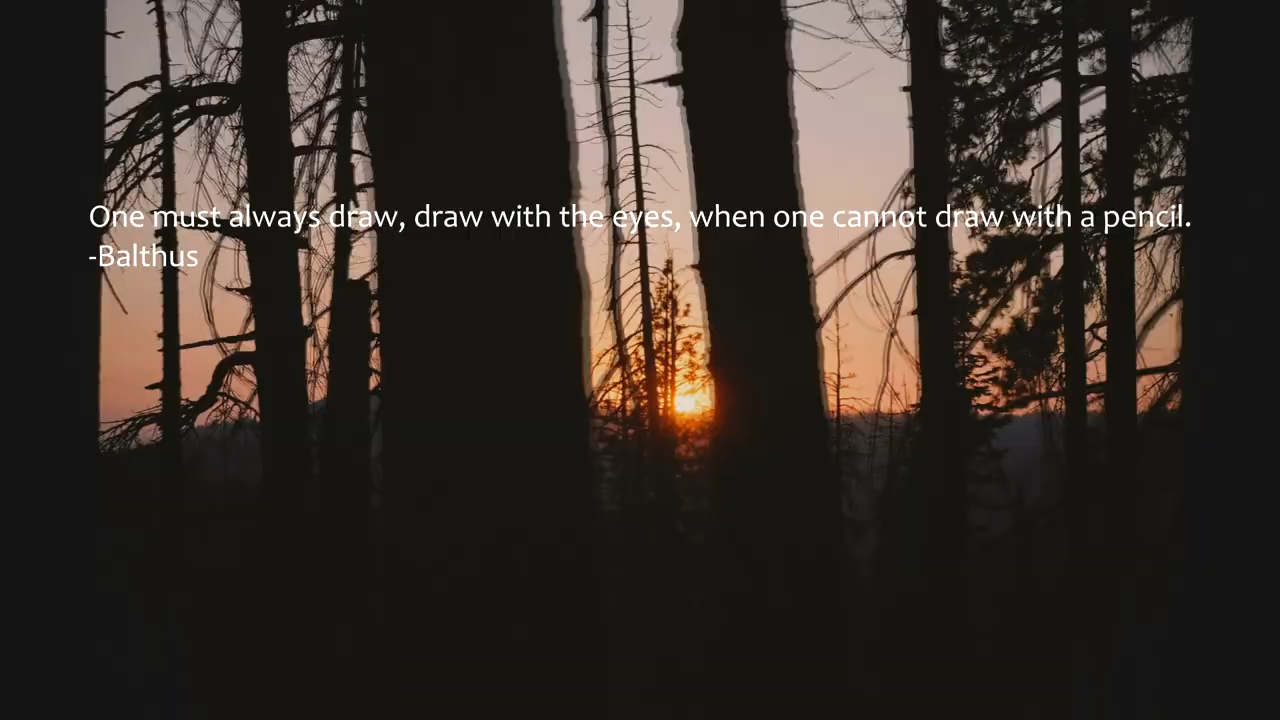 One must always draw, draw with the eyes, when one cannot draw with a pencil.
-Balthus